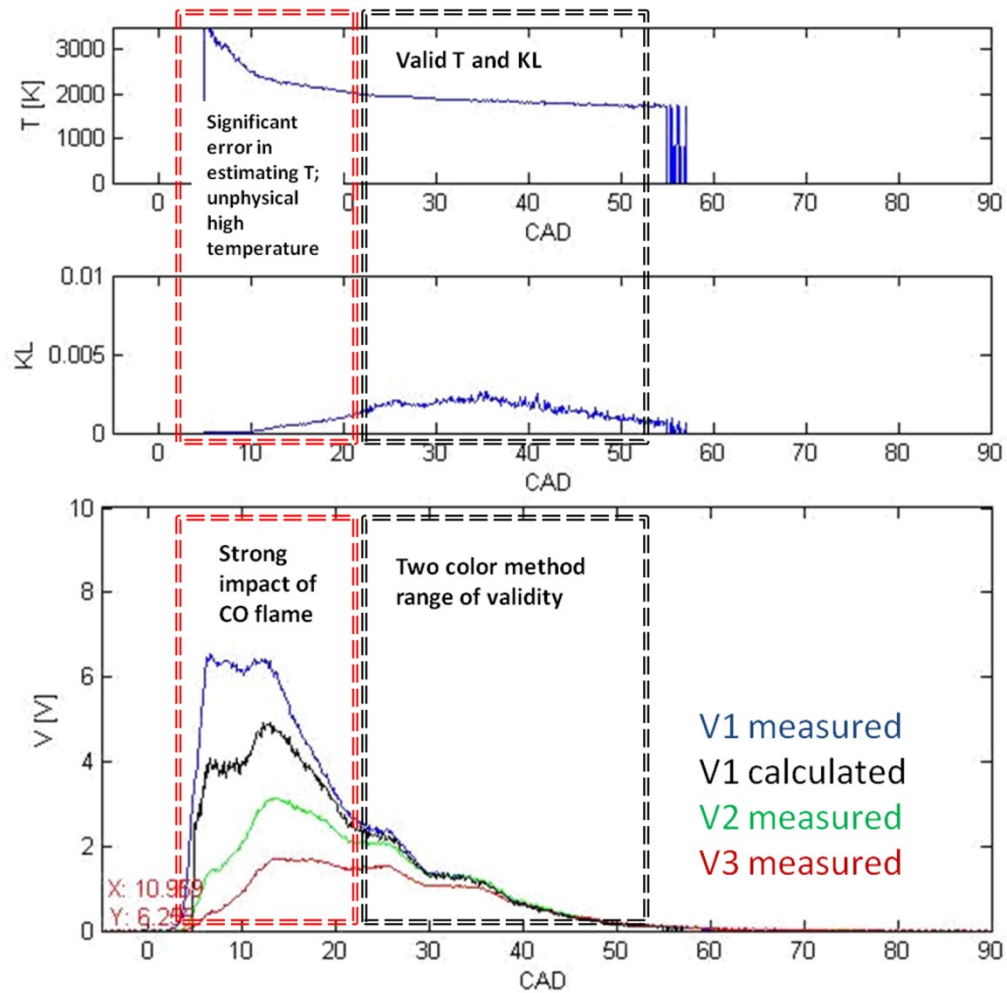 3000
2000
1000
0
T [K]
Valid T and KL
Significant
error in
estimating T;
unphysical
high
temperature
0 20 30 40 50 60 70 80 90
CAD
0.01
0.005
0
KL
0 10 20 30 40 50 60 70 80 90
CAD
10
8
6
4
2
0
V [V]
Strong
impact of
CO flame
Two color method
range of validity
V1 measured
V1 calculated
V2 measured
V3 measured
X: 10.969
0 10 20 30 40 50 60 70 80 90
CAD